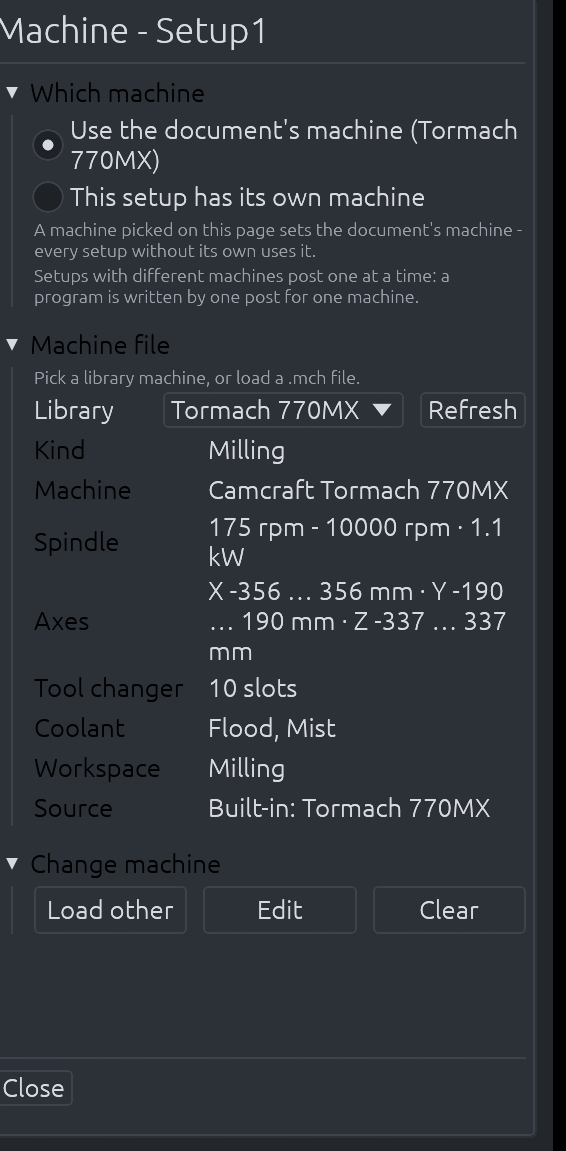 Machine - Setup1
Which machine
Use the document's machine (Tormach
770MX)
This setup has its own machine
A machine picked on this page sets the document's machine -
every setup without its own uses it.
Setups with different machines post one at a time: a
program is written by one post for one machine.
Machine file
Pick a library machine, or load a .mch file.
Library Tormach 770MX Refresh
Kind Milling
Machine Camcraft Tormach 770MX
Spindle 175 rpm - 10000 rpm · 1.1
kW
Axes X -356 … 356 mm · Y -190
… 190 mm · Z -337 … 337
mm
Tool changer 10 slots
Coolant Flood, Mist
Workspace Milling
Source Built-in: Tormach 770MX
Change machine
Load other Edit Clear
Close